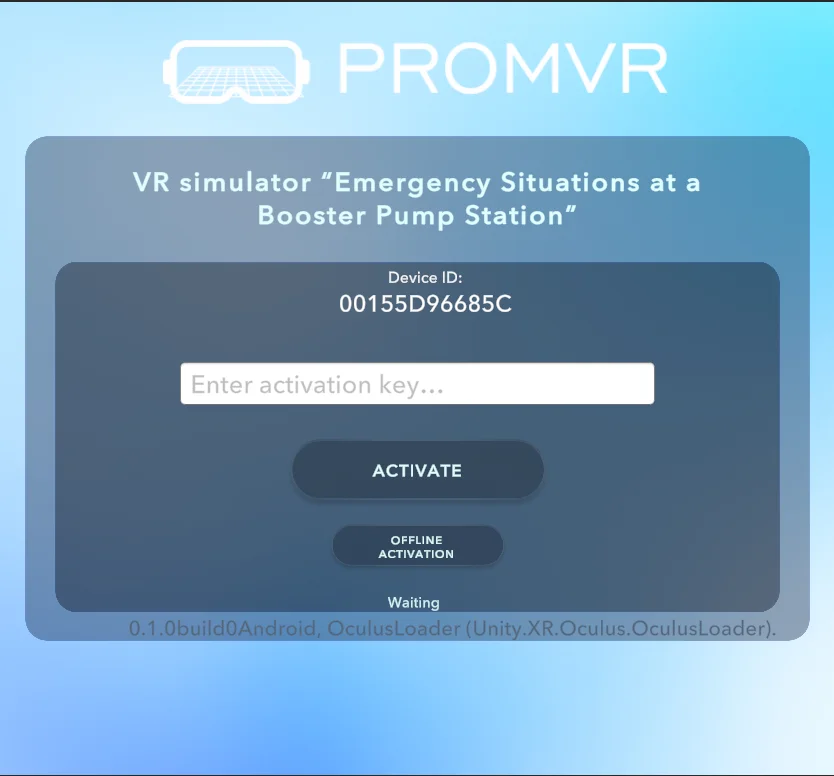 PROMVR
VR simulator “Emergency Situations at a
Booster Pump Station”
Device ID:
00155D96685C
Enter activation key...
ACTIVATE
OFFLINE
ACTIVATION
Waiting
0.1.0build0Android, OculusLoader (Unity.XR.Oculus.OculusLoader).